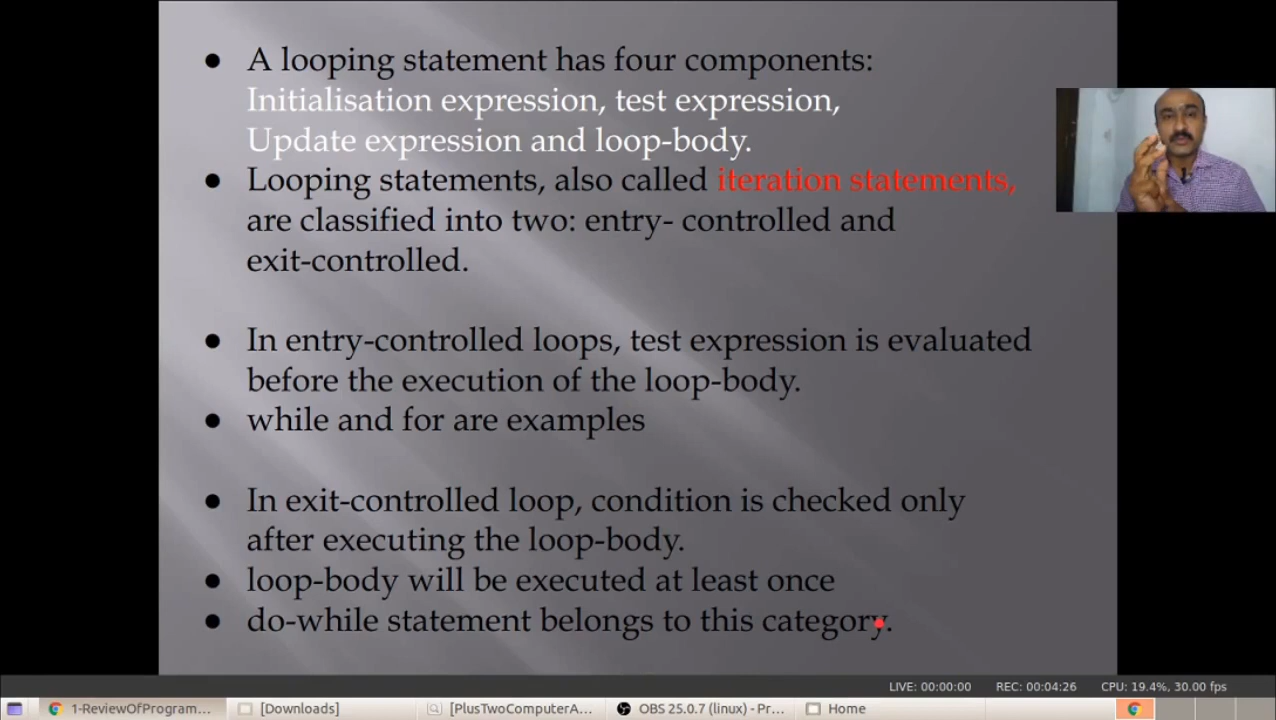 ● A looping statement has four components:
Initialisation expression, test expression,
Update expression and loop-body.
● Looping statements, also called iteration statements,
are classified into two: entry- controlled and
exit-controlled.
● In entry-controlled loops, test expression is evaluated
before the execution of the loop-body.
● while and for are examples
● In exit-controlled loop, condition is checked only
after executing the loop-body.
● loop-body will be executed at least once
● do-while statement belongs to this category.
LIVE: 00:00:00 REC: 00:04:26 CPU: 19.4%, 30.00 fps
1-ReviewOfProgram... [Downloads] [PlusTwoComputerA... OBS 25.0.7 (linux) - Pr... Home